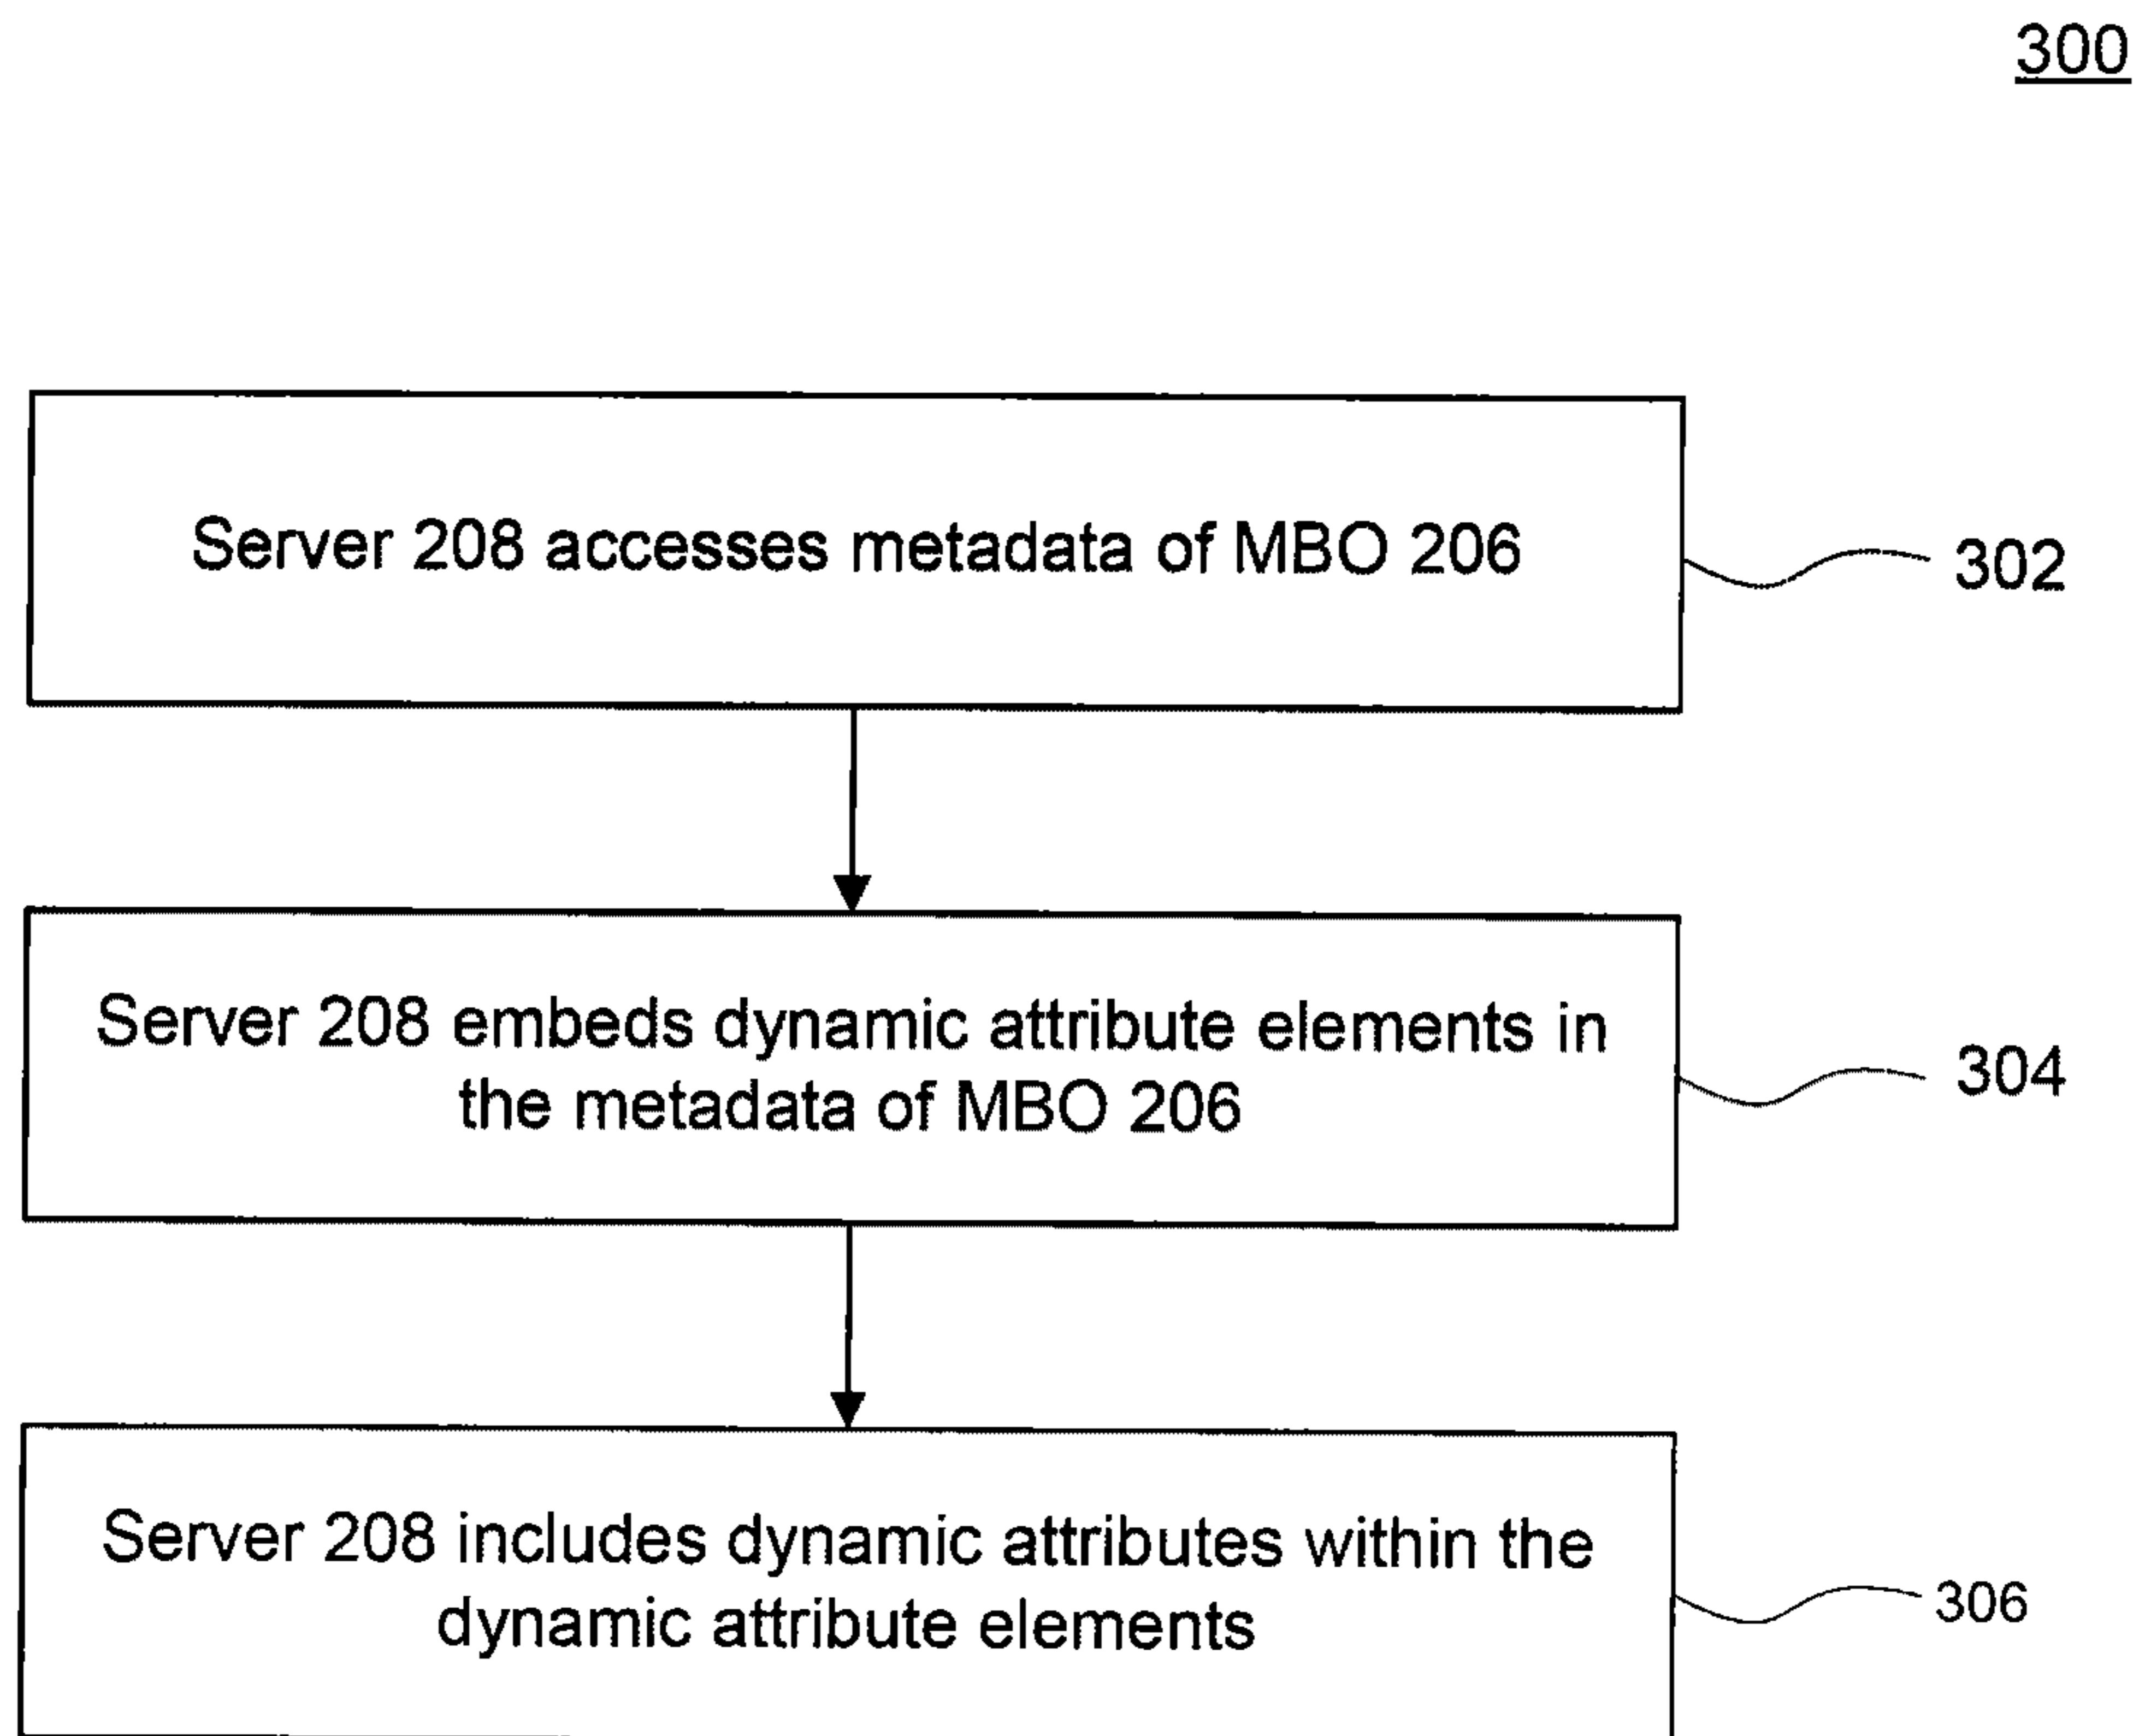 300
Server 208 accesses metadata of MBO 206
302
Server 208 embeds dynamic attribute elements in
the metadata of MBO 206
304
Server 208 includes dynamic attributes within the
dynamic attribute elements
306